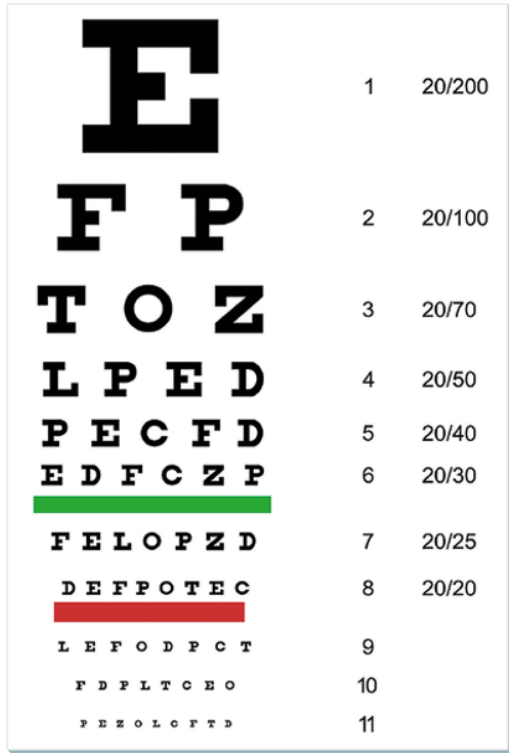 E 1 20/200
F P 2 20/100
T O Z 3 20/70
L P E D 4 20/50
P E C F D 5 20/40
E D F C Z P 6 20/30
F E L O P Z D 7 20/25
D E F P O T E C 8 20/20
L E F O D P C T 9
F D P L T C E O 10
P E Z O L C F T D 11